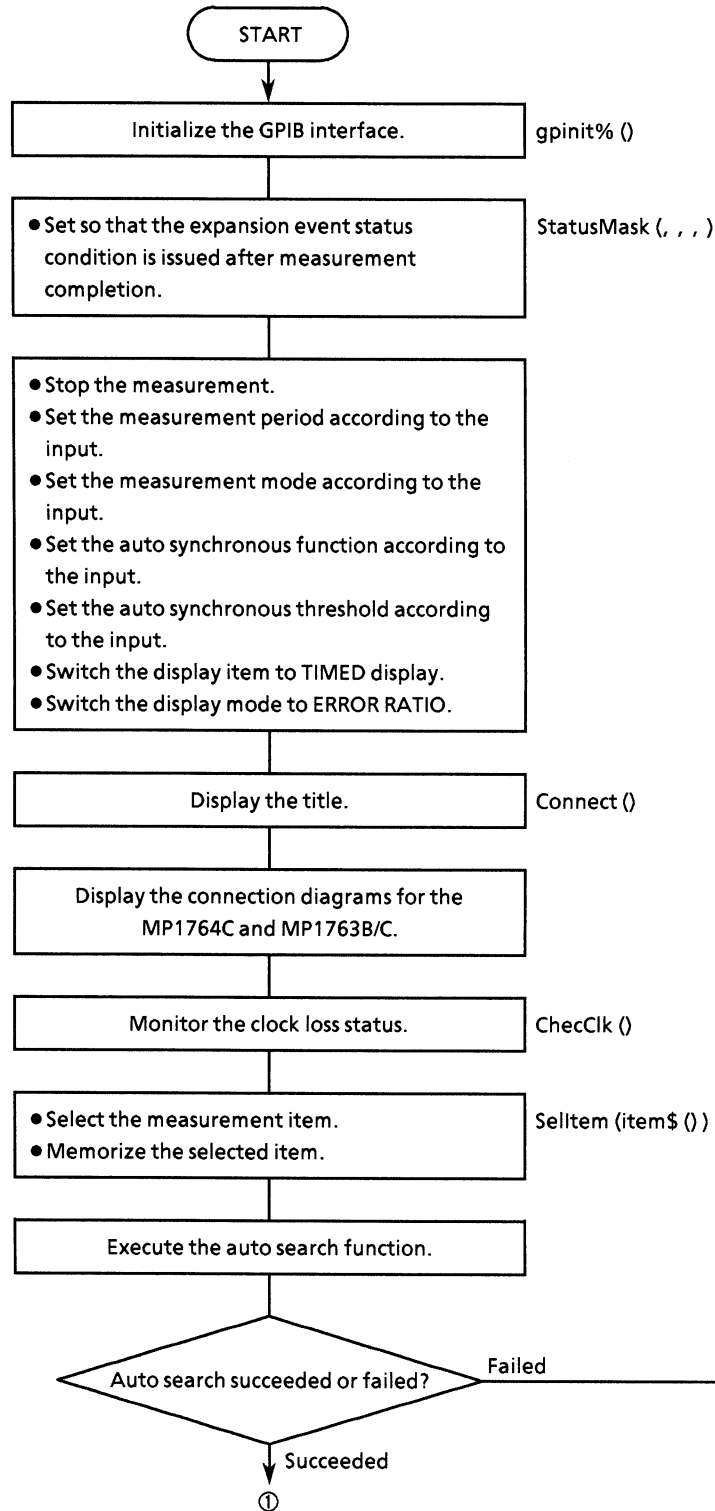 START
Initialize the GPIB interface.
gpinit% ()
● Set so that the expansion event status
condition is issued after measurement
completion.
StatusMask (, , , )
● Stop the measurement.
● Set the measurement period according to the
input.
● Set the measurement mode according to the
input.
● Set the auto synchronous function according to
the input.
● Set the auto synchronous threshold according
to the input.
● Switch the display item to TIMED display.
● Switch the display mode to ERROR RATIO.
Display the title.
Connect ()
Display the connection diagrams for the
MP1764C and MP1763B/C.
Monitor the clock loss status.
ChecClk ()
● Select the measurement item.
● Memorize the selected item.
SelItem (item$ ())
Execute the auto search function.
Auto search succeeded or failed?
Failed
Succeeded
①